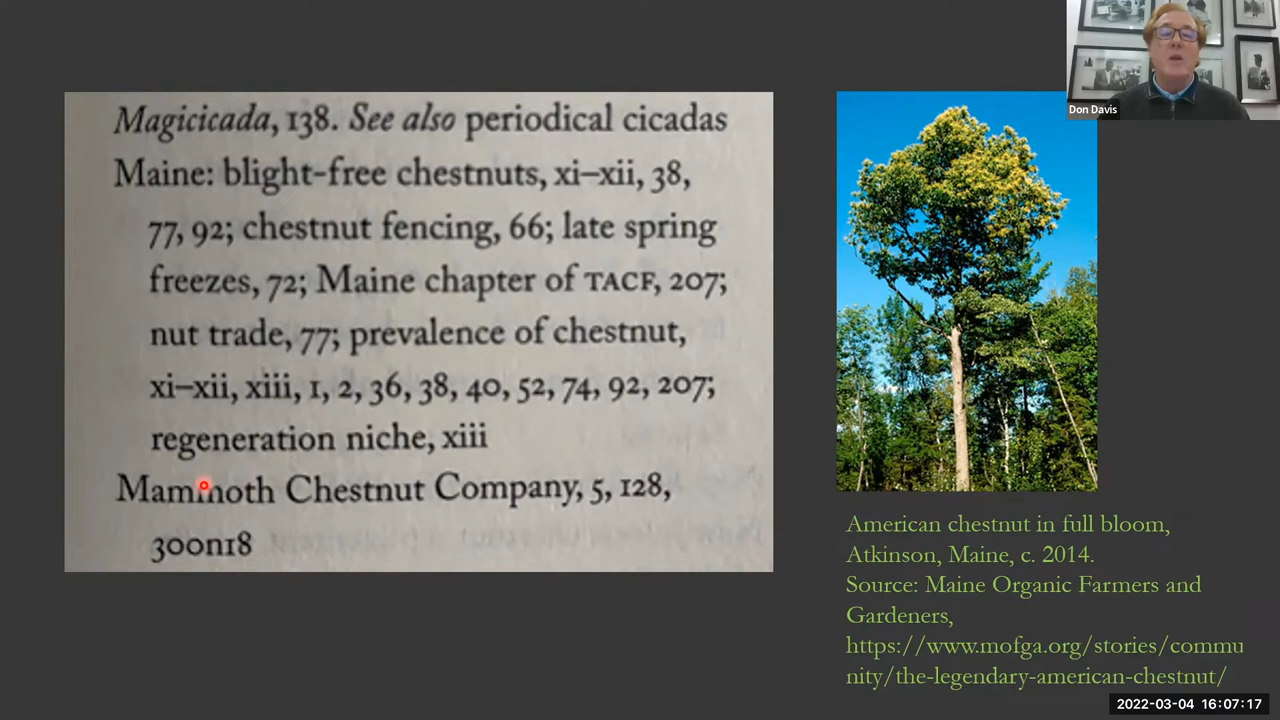 Magicicada, 138. See also periodical cicadas
Maine: blight-free chestnuts, xi–xii, 38,
77, 92; chestnut fencing, 66; late spring
freezes, 72; Maine chapter of TACF, 207;
nut trade, 77; prevalence of chestnut,
xi–xii, xiii, 1, 2, 36, 38, 40, 52, 74, 92, 207;
regeneration niche, xiii
Mammoth Chestnut Company, 5, 128,
300n18
Don Davis
American chestnut in full bloom,
Atkinson, Maine, c. 2014.
Source: Maine Organic Farmers and
Gardeners,
https://www.mofga.org/stories/commu
nity/the-legendary-american-chestnut/
2022-03-04 16:07:17